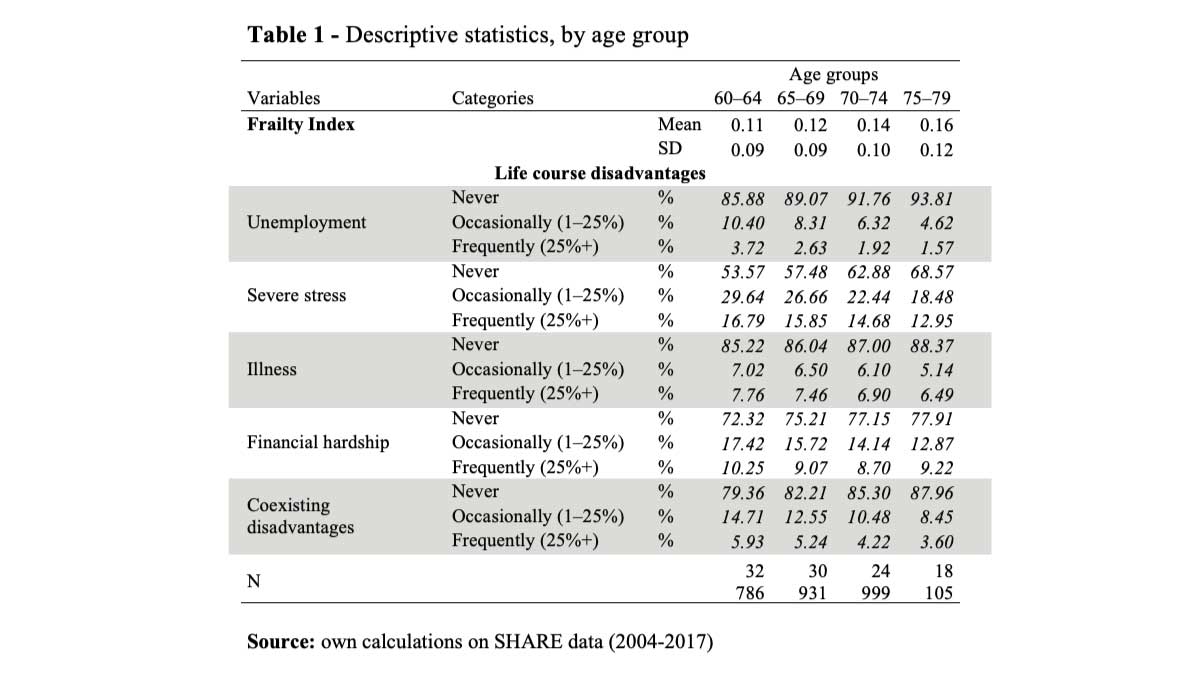 Table 1 - Descriptive statistics, by age group
Age groups
Variables Categories 60–64 65–69 70–74 75–79
Frailty Index Mean 0.11 0.12 0.14 0.16
SD 0.09 0.09 0.10 0.12
Life course disadvantages
Never % 85.88 89.07 91.76 93.81
Unemployment Occasionally (1–25%) % 10.40 8.31 6.32 4.62
Frequently (25%+) % 3.72 2.63 1.92 1.57
Never % 53.57 57.48 62.88 68.57
Severe stress Occasionally (1–25%) % 29.64 26.66 22.44 18.48
Frequently (25%+) % 16.79 15.85 14.68 12.95
Never % 85.22 86.04 87.00 88.37
Illness Occasionally (1–25%) % 7.02 6.50 6.10 5.14
Frequently (25%+) % 7.76 7.46 6.90 6.49
Never % 72.32 75.21 77.15 77.91
Financial hardship Occasionally (1–25%) % 17.42 15.72 14.14 12.87
Frequently (25%+) % 10.25 9.07 8.70 9.22
Never % 79.36 82.21 85.30 87.96
Coexisting
disadvantages Occasionally (1–25%) % 14.71 12.55 10.48 8.45
Frequently (25%+) % 5.93 5.24 4.22 3.60
N 32 30 24 18
786 931 999 105
Source: own calculations on SHARE data (2004-2017)